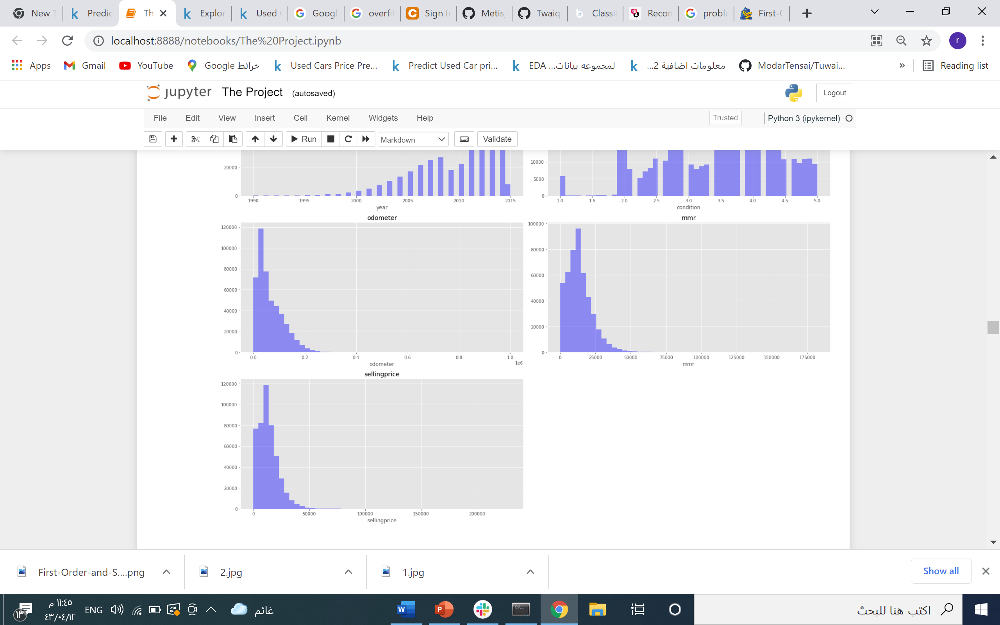 New T
Predic
Th
Explor
Used C
Googl
overfit
Sign In
Metis_
Twaiq
Classif
Recom
proble
First-O
localhost:8888/notebooks/The%20Project.ipynb
r
Apps
Gmail
YouTube
خرائط Google
Used Cars Price Pre...
Predict Used Car pri...
EDA لمجموعه بيانات...
معلومات اضافية 2...
ModarTensai/Tuwai...
»
Reading list
jupyter The Project (autosaved)
Logout
File Edit View Insert Cell Kernel Widgets Help
Trusted
Python 3 (ipykernel)
Run
Markdown
Validate
20000
0
1990 1995 2000 2005 2010 2015
year
10000
5000
0
1.0 1.5 2.0 2.5 3.0 3.5 4.0 4.5 5.0
condition
odometer
120000
100000
80000
60000
40000
20000
0
0.0 0.2 0.4 0.6 0.8 1.0
1e6
odometer
mmr
100000
80000
60000
40000
20000
0
0 25000 50000 75000 100000 125000 150000 175000
mmr
sellingprice
120000
100000
80000
60000
40000
20000
0
0 50000 100000 150000 200000
sellingprice
First-Order-and-S....png
2.jpg
1.jpg
Show all
١٣
١١:٤٥ م
٤٣/٠٤/١٢
ENG
غائم
W
P
C:\_
اكتب هنا للبحث